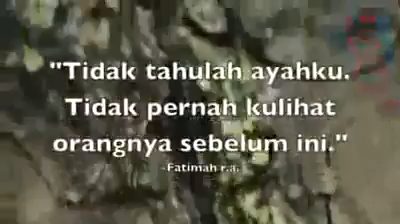 "Tidak tahulah ayahku.
Tidak pernah kulihat
orangnya sebelum ini."
-Fatimah r.a.